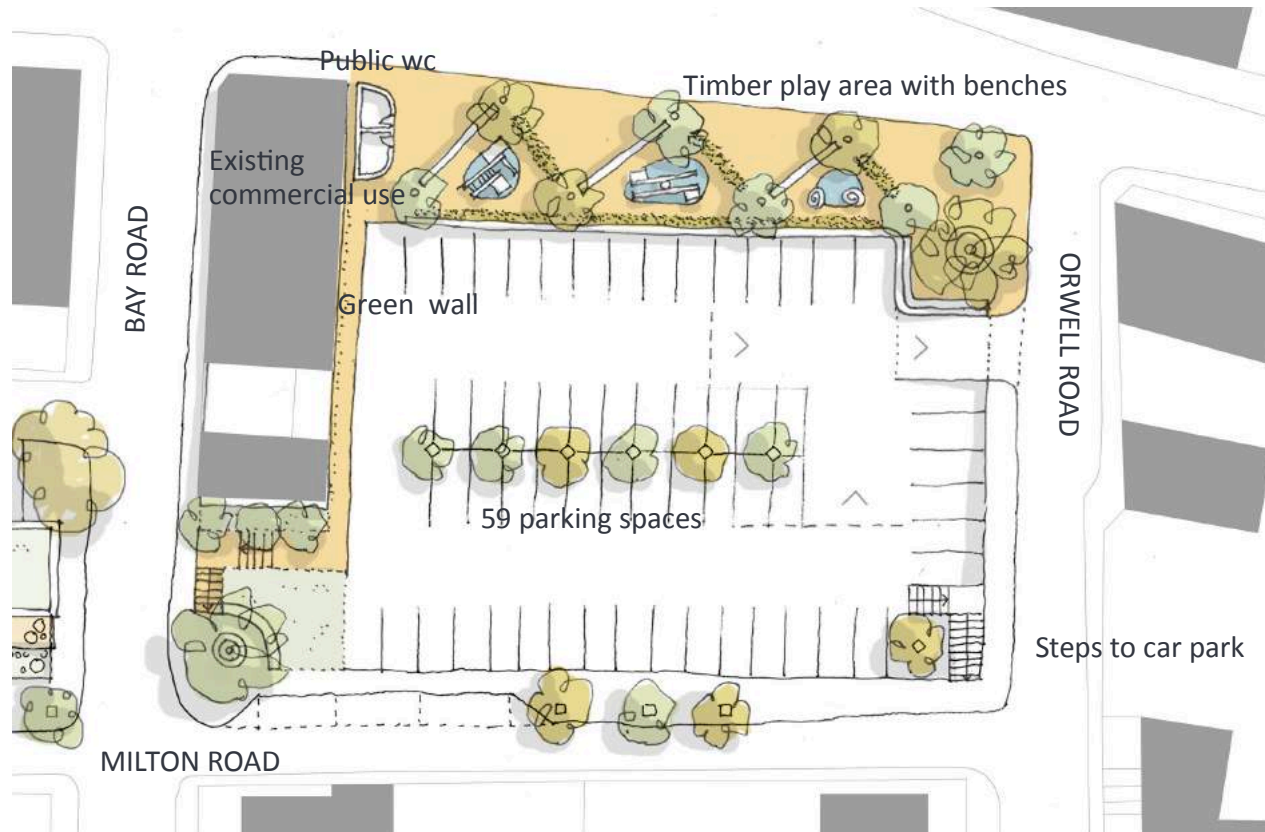 Public wc
Timber play area with benches
Existing
commercial use
BAY ROAD
ORWELL ROAD
Green wall
59 parking spaces
Steps to car park
MILTON ROAD